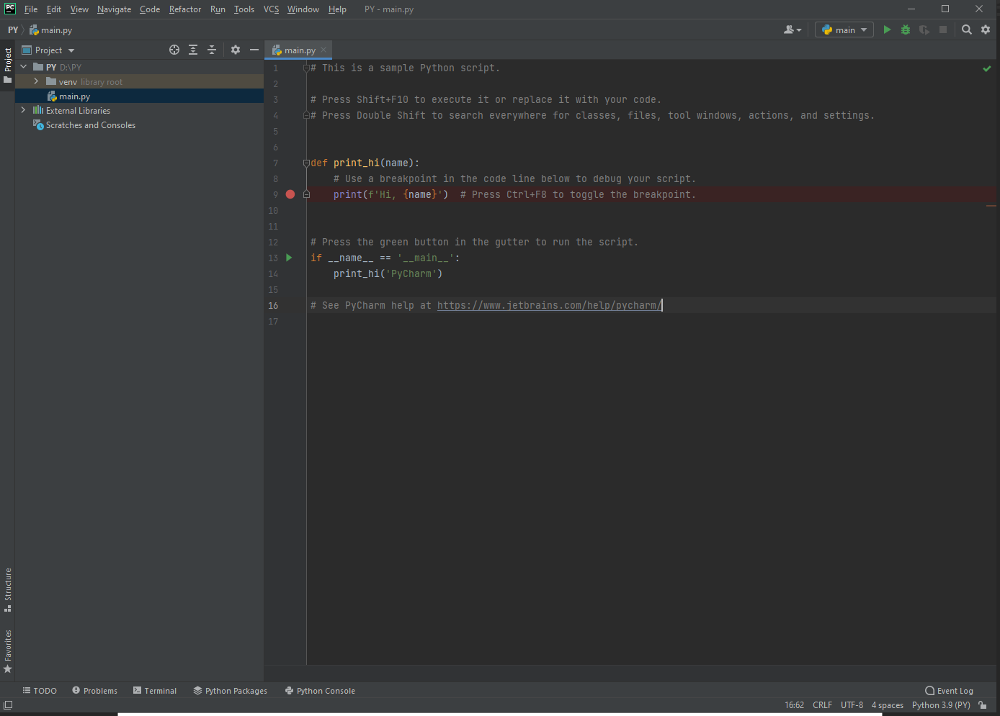 PC File Edit View Navigate Code Refactor Run Tools VCS Window Help PY - main.py
PY main.py main
Project Project main.py
PY D:\PY
venv library root
main.py
External Libraries
Scratches and Consoles
1 # This is a sample Python script.
2
3 # Press Shift+F10 to execute it or replace it with your code.
4 # Press Double Shift to search everywhere for classes, files, tool windows, actions, and settings.
5
6
7 def print_hi(name):
8 # Use a breakpoint in the code line below to debug your script.
9 print(f'Hi, {name}') # Press Ctrl+F8 to toggle the breakpoint.
10
11
12 # Press the green button in the gutter to run the script.
13 if __name__ == '__main__':
14 print_hi('PyCharm')
15
16 # See PyCharm help at https://www.jetbrains.com/help/pycharm/
17
Structure
Favorites
TODO Problems Terminal Python Packages Python Console Event Log
16:62 CRLF UTF-8 4 spaces Python 3.9 (PY)